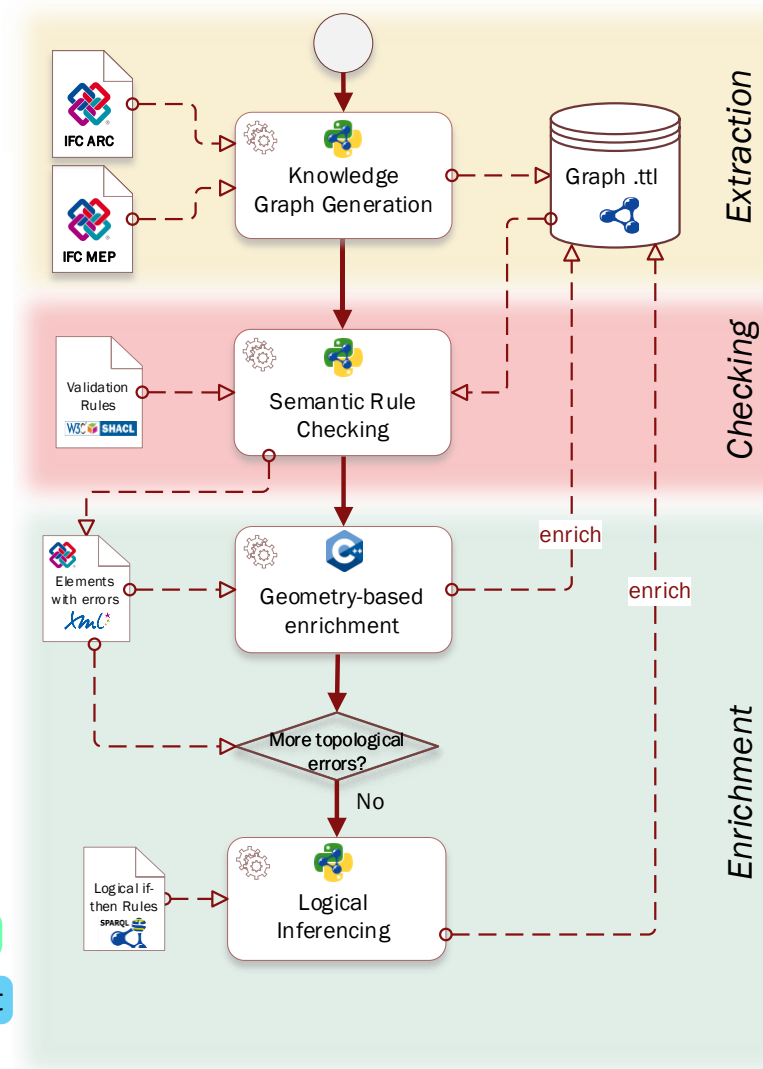 IFC ARC
Knowledge
Graph Generation
Graph .ttl
Extraction
IFC MEP
Validation
Rules
W3C SHACL
Semantic Rule
Checking
Checking
enrich
enrich
Elements
with errors
Xml
C++
Geometry-based
enrichment
More topological
errors?
No
Enrichment
Logical if-
then Rules
SPARQL
Logical
Inferencing
t